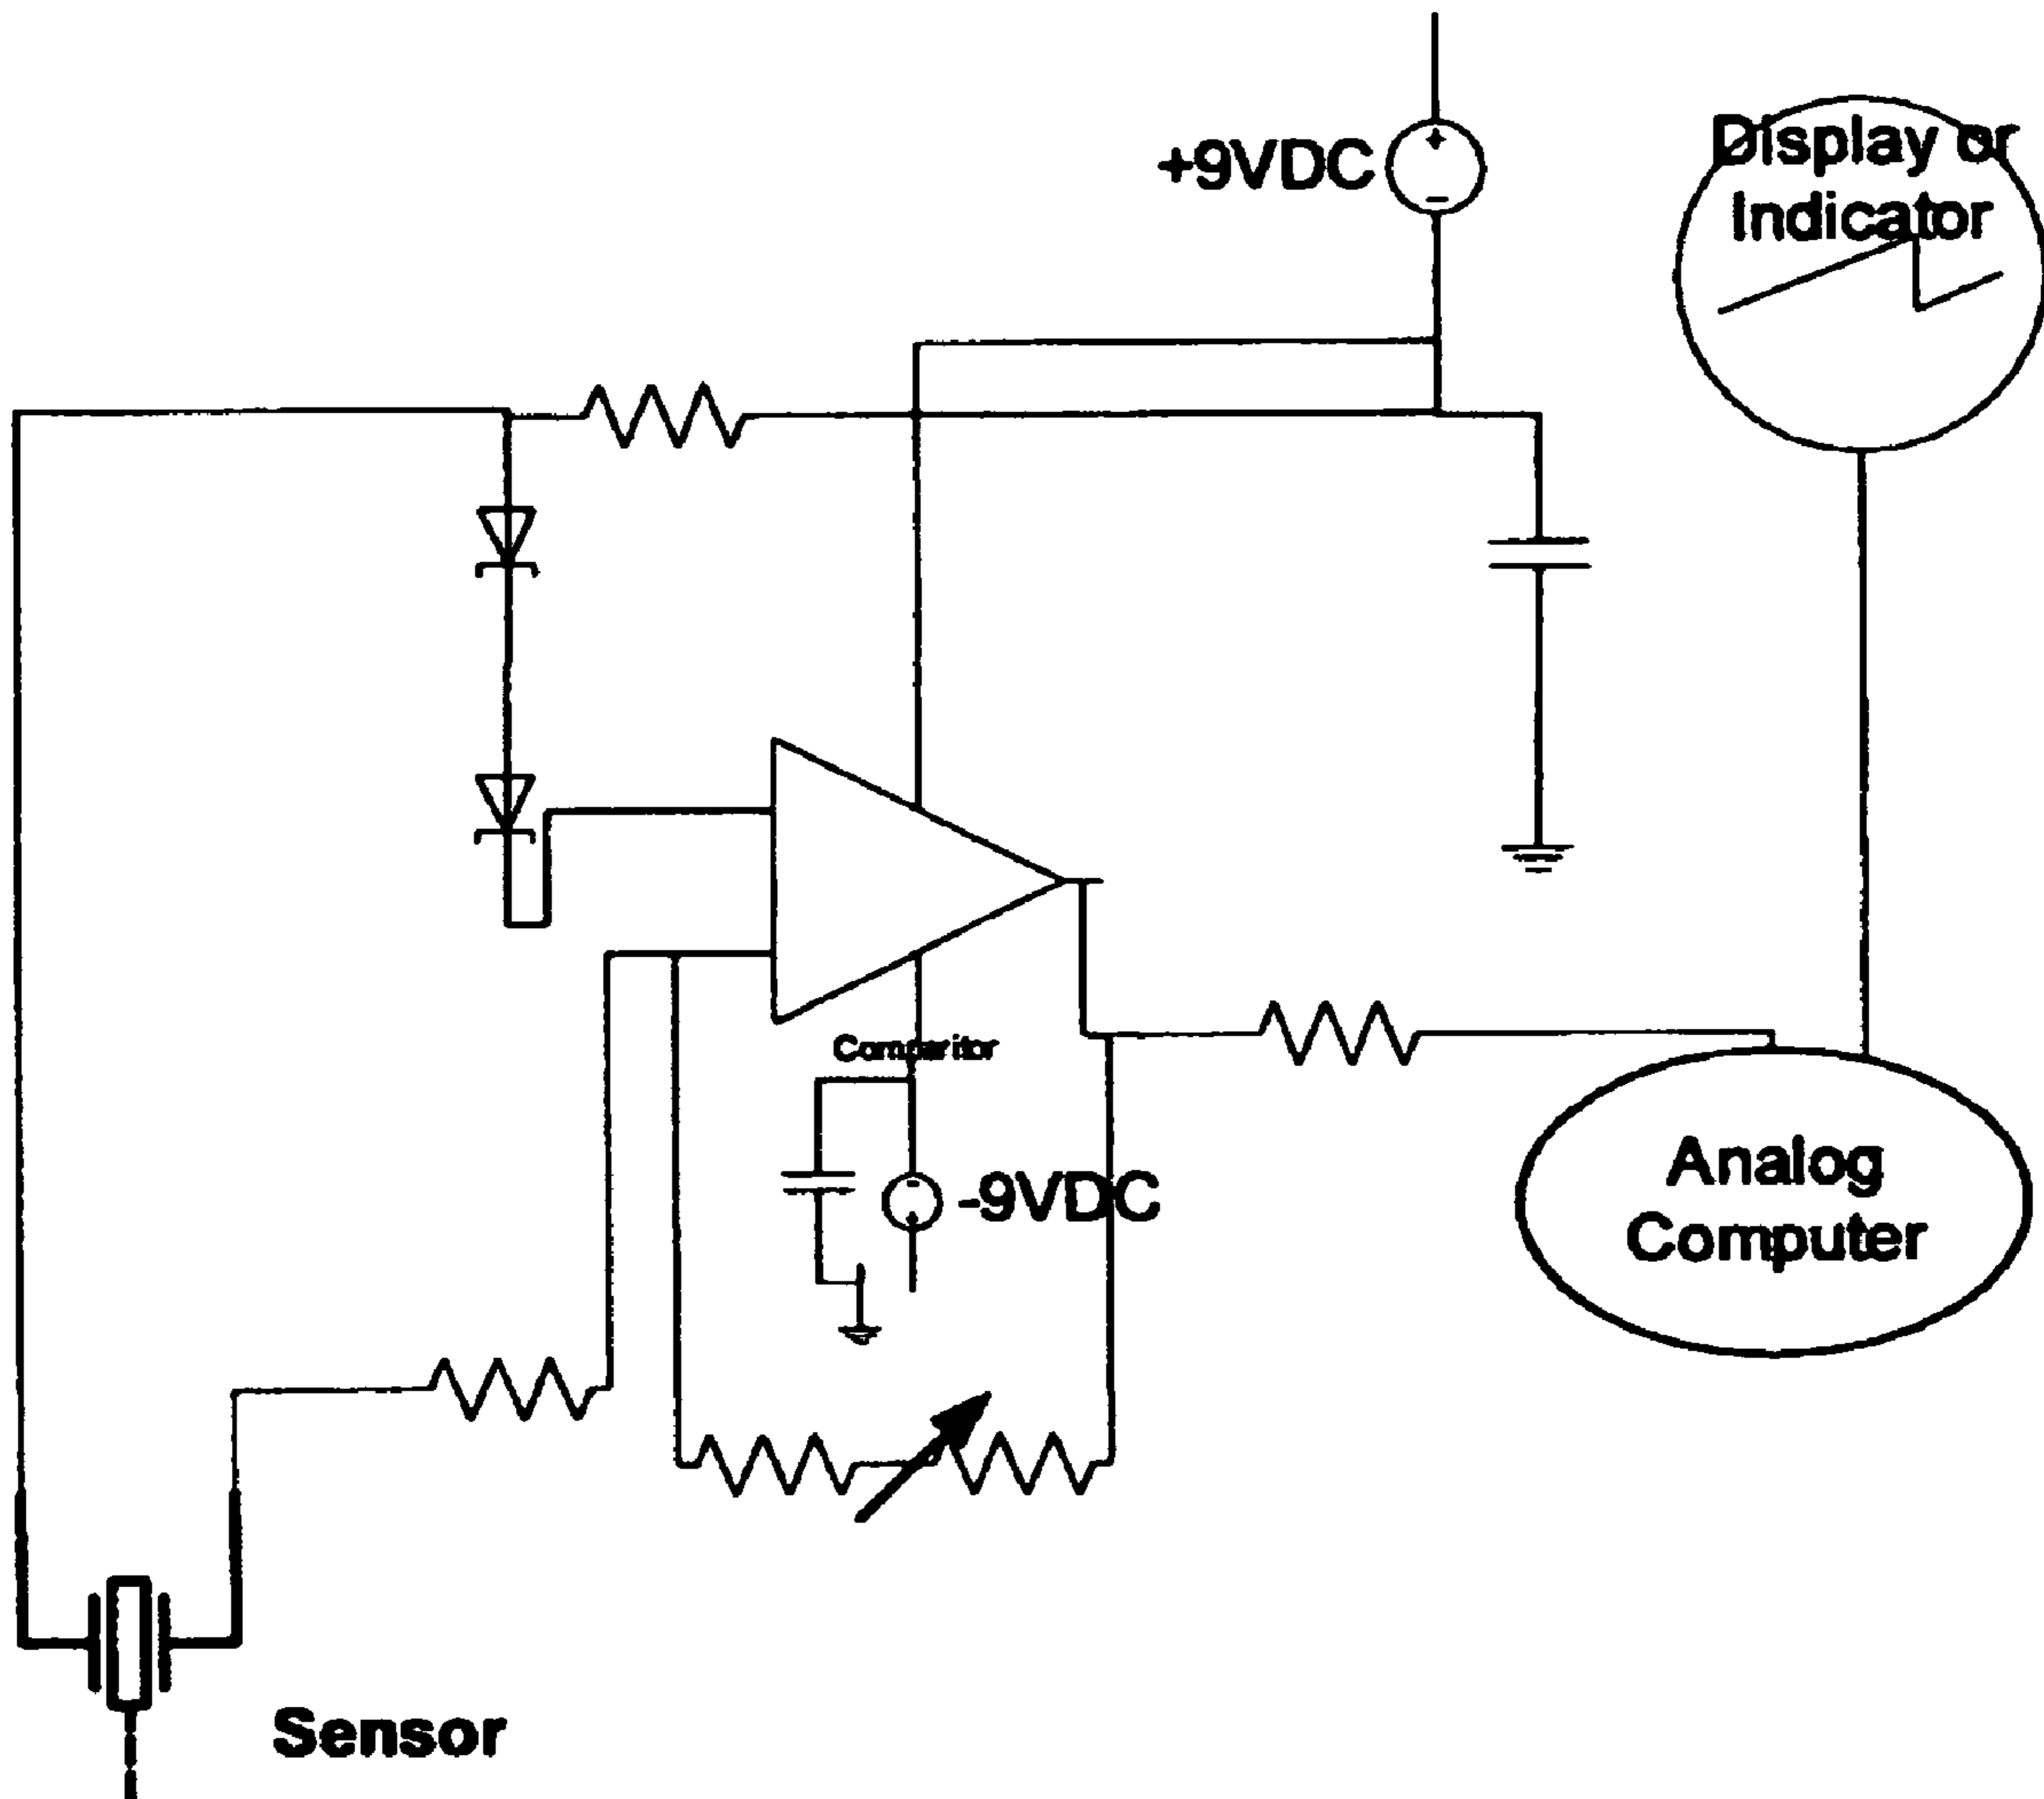 +9VDC
Display or
Indicator
Comparitor
-9VDC
Analog
Computer
Sensor